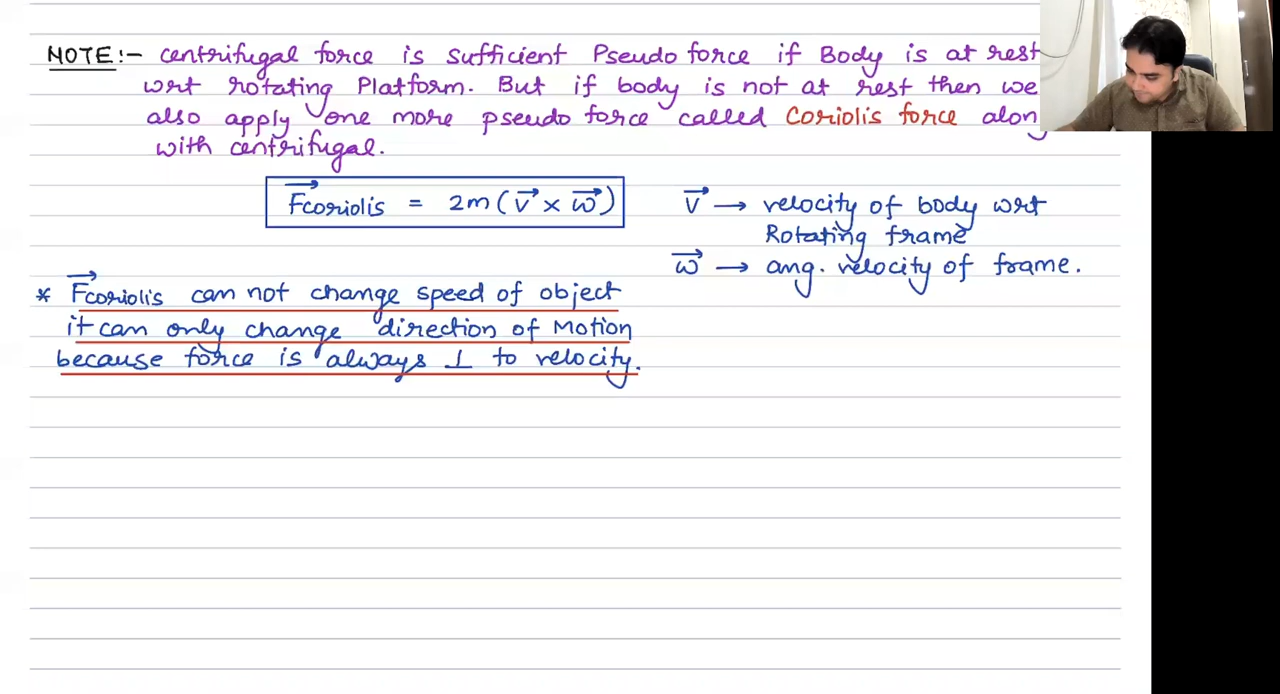 NOTE:- centrifugal force is sufficient Pseudo force if Body is at rest
wrt rotating Platform. But if body is not at rest then we
also apply one more pseudo force called Coriolis force
with centrifugal.
F⃗coriolis = 2m(v⃗ × ω⃗)
v⃗ → velocity of body wrt
Rotating frame
ω⃗ → ang. velocity of frame.
* F⃗coriolis can not change speed of object
it can only change direction of Motion
because force is always ⊥ to velocity.